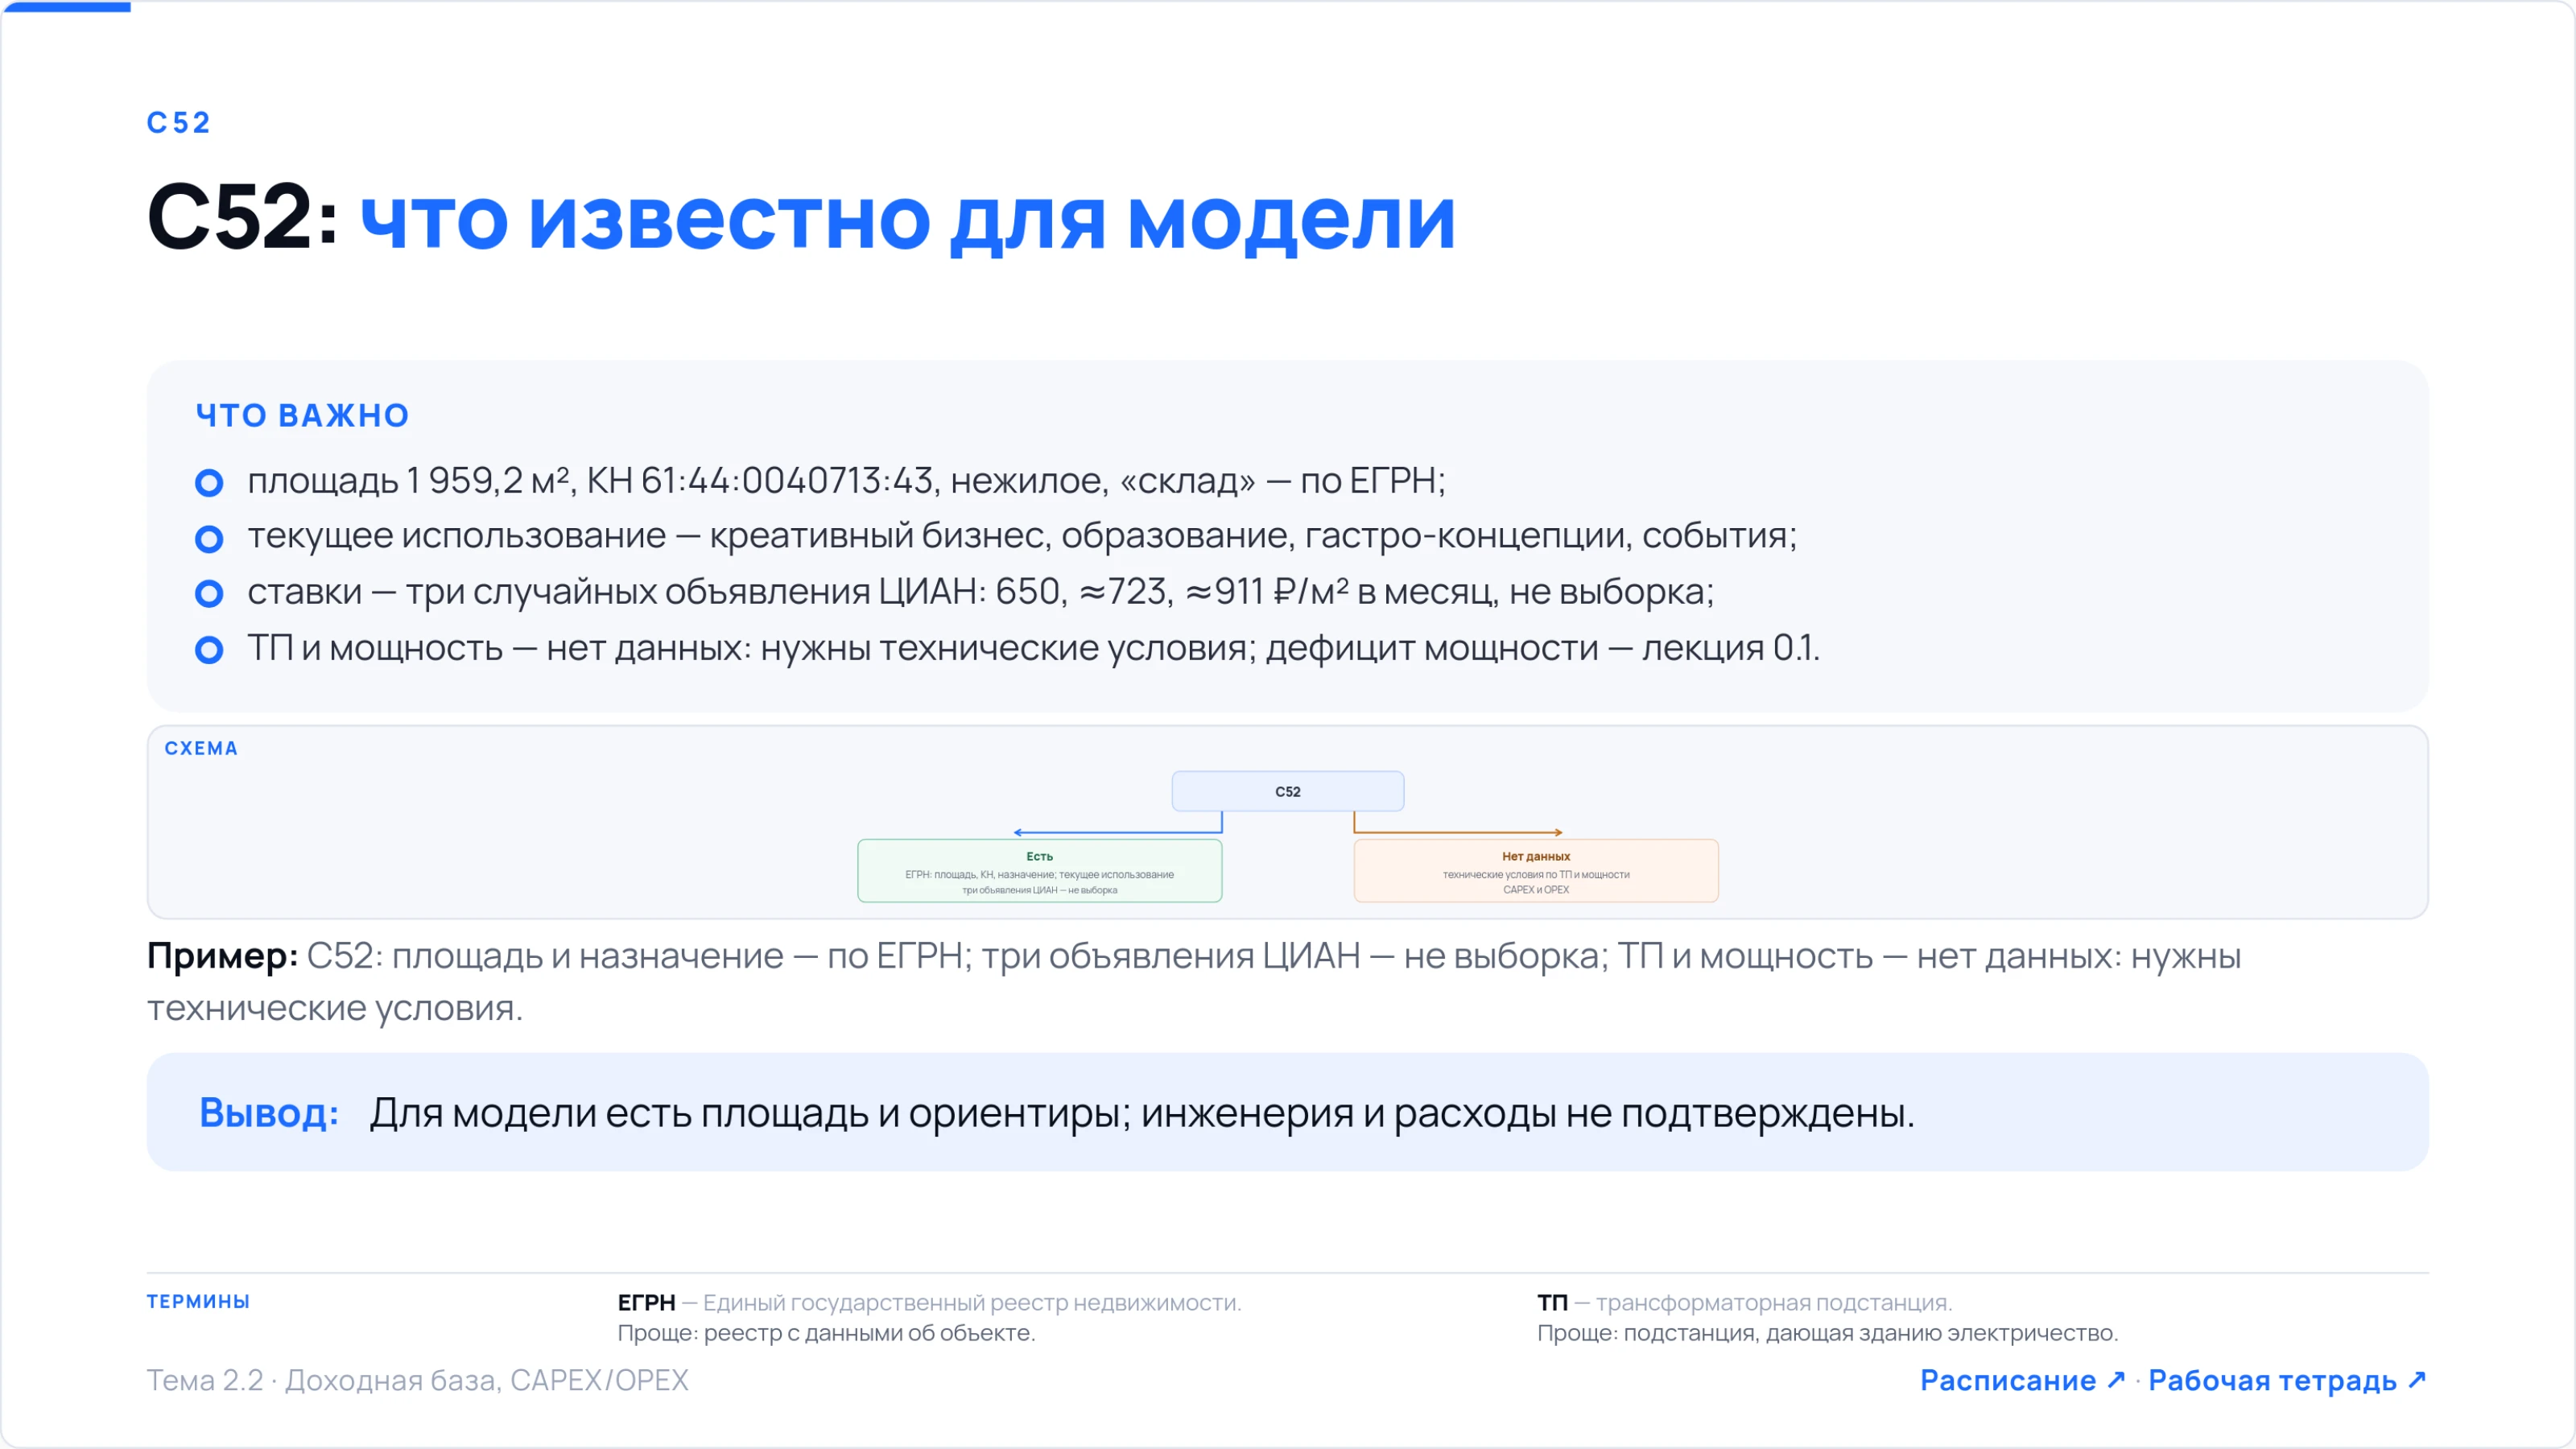 С52
С52: что известно для модели
ЧТО ВАЖНО
площадь 1 959,2 м², КН 61:44:0040713:43, нежилое, «склад» — по ЕГРН;
текущее использование — креативный бизнес, образование, гастро-концепции, события;
ставки — три случайных объявления ЦИАН: 650, ≈723, ≈911 ₽/м² в месяц, не выборка;
ТП и мощность — нет данных: нужны технические условия; дефицит мощности — лекция 0.1.
СХЕМА
С52
Есть
ЕГРН: площадь, КН, назначение; текущее использование
три объявления ЦИАН — не выборка
Нет данных
технические условия по ТП и мощности
CAPEX и OPEX
Пример: С52: площадь и назначение — по ЕГРН; три объявления ЦИАН — не выборка; ТП и мощность — нет данных: нужны
технические условия.
Вывод: Для модели есть площадь и ориентиры; инженерия и расходы не подтверждены.
ТЕРМИНЫ
ЕГРН — Единый государственный реестр недвижимости.
Проще: реестр с данными об объекте.
ТП — трансформаторная подстанция.
Проще: подстанция, дающая зданию электричество.
Тема 2.2 · Доходная база, CAPEX/OPEX
Расписание ↗ · Рабочая тетрадь ↗